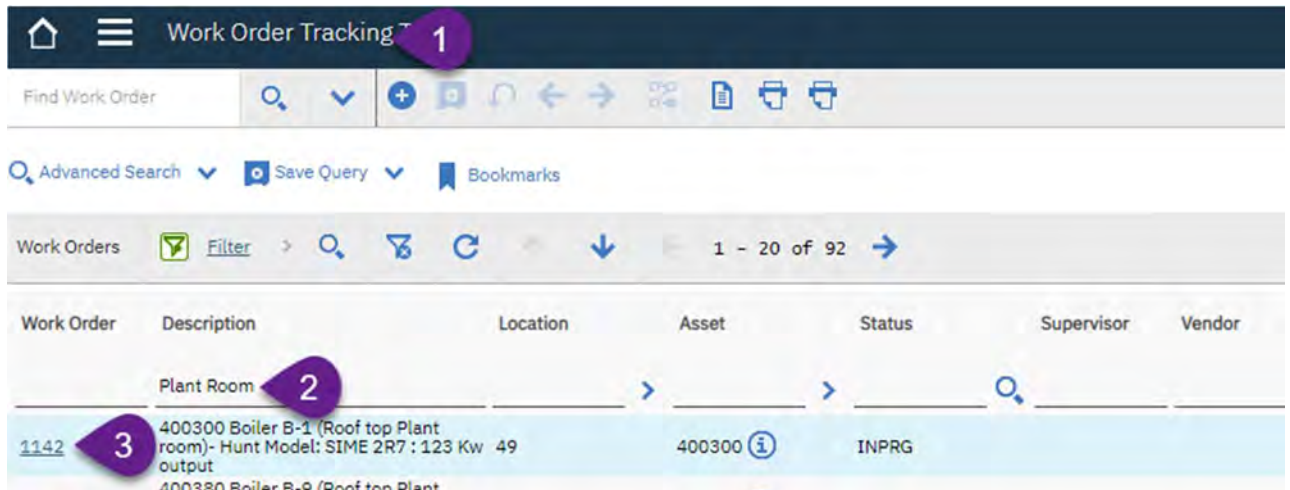 Work Order Tracking
1
Find Work Order
Advanced Search Save Query Bookmarks
Work Orders Filter > 1 - 20 of 92
Work Order Description Location Asset Status Supervisor Vendor
Plant Room 2
400300 Boiler B-1 (Roof top Plant
1142 3 room)- Hunt Model: SIME 2R7 : 123 Kw 49 400300 INPRG
output
400380 Boiler B-9 (Roof top Plant